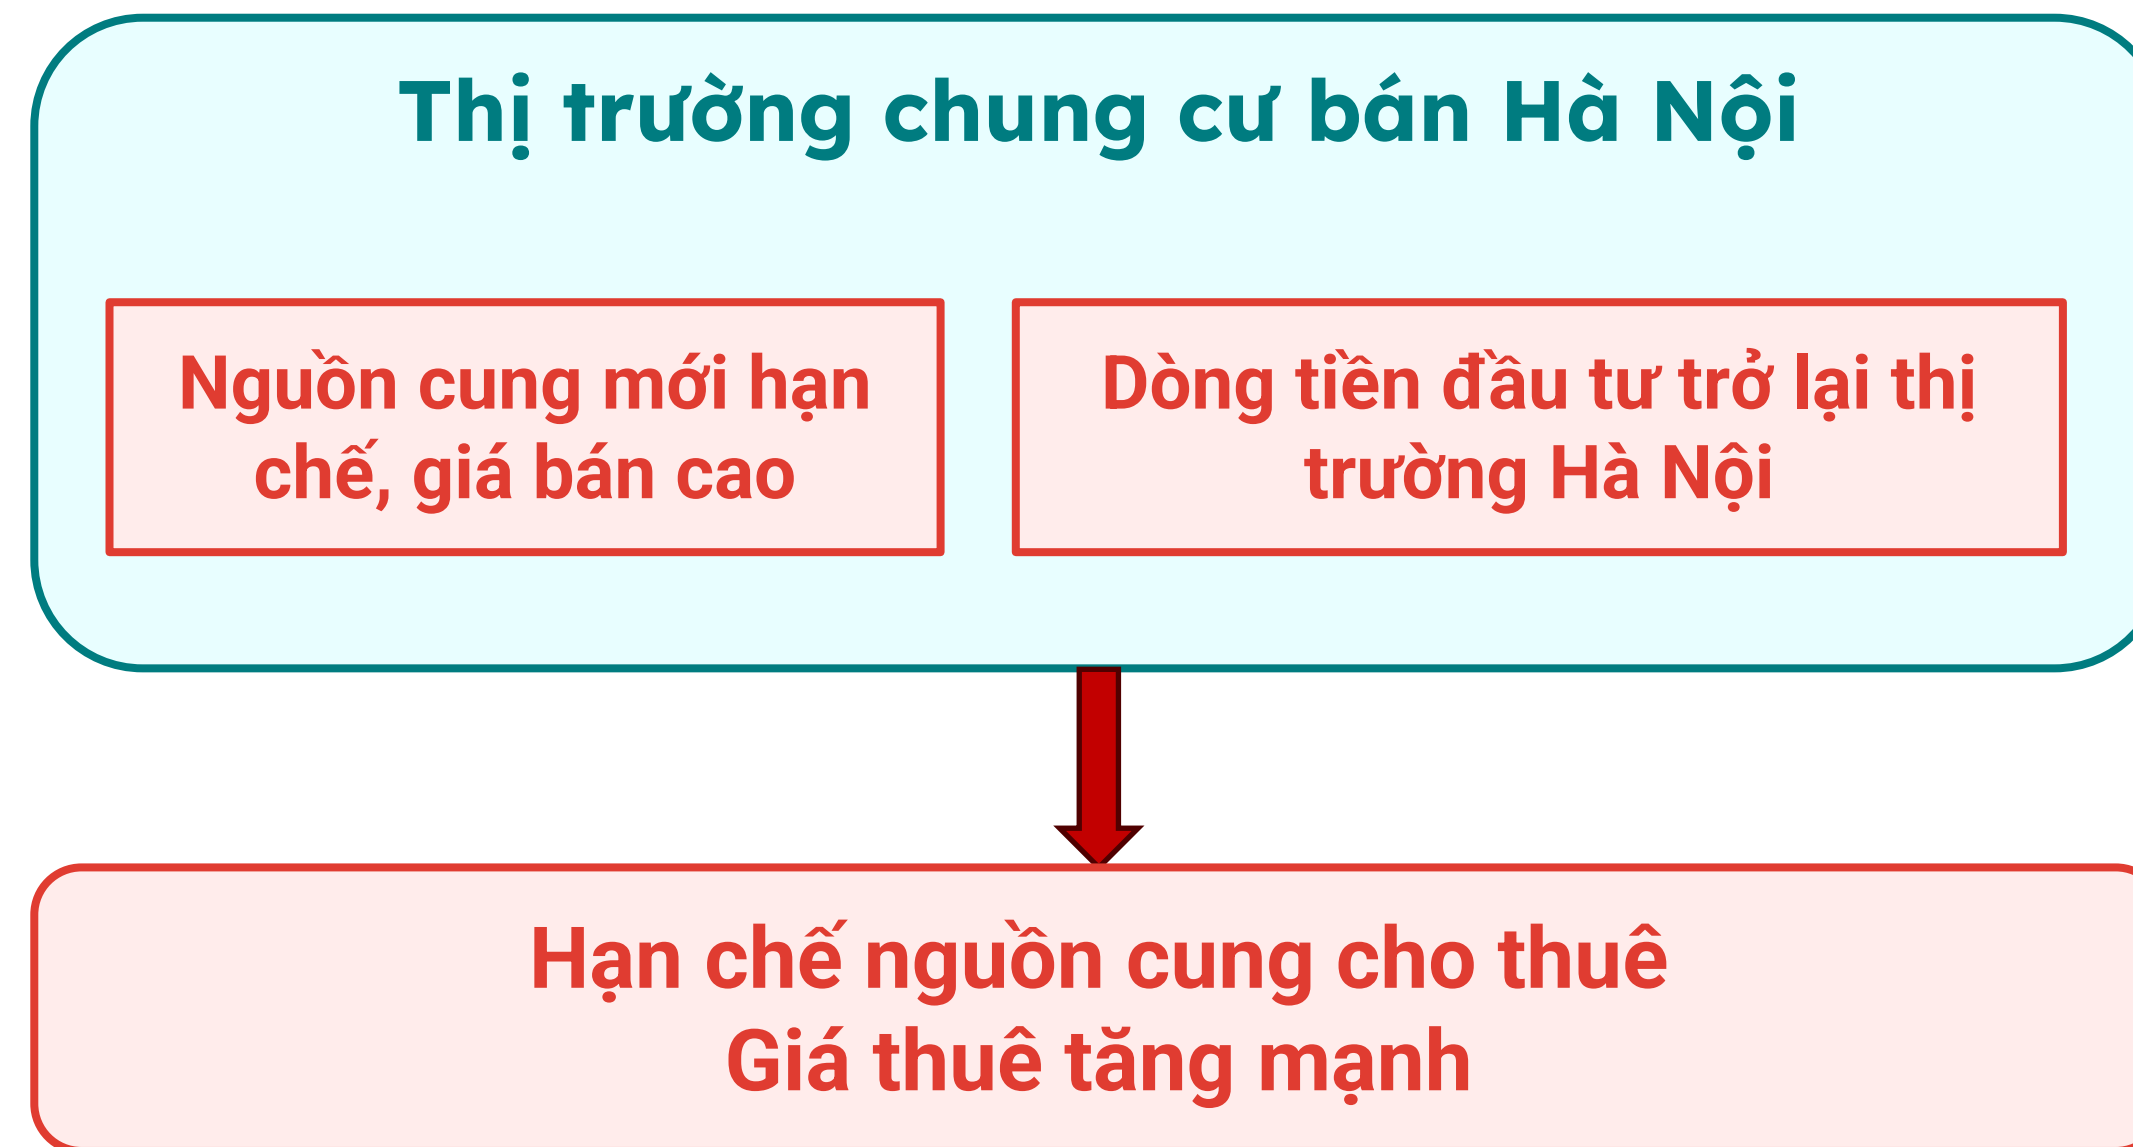 Thị trường chung cư bán Hà Nội
Nguồn cung mới hạn
chế, giá bán cao
Dòng tiền đầu tư trở lại thị
trường Hà Nội
Hạn chế nguồn cung cho thuê
Giá thuê tăng mạnh